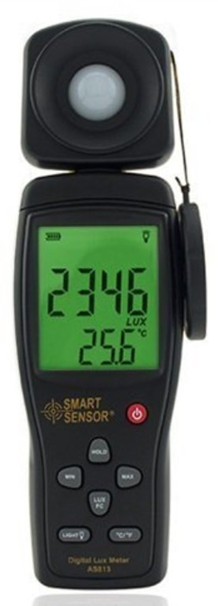 2346
LUX
25.6 °C
SMART
SENSOR®
HOLD
MIN
MAX
LUX
FC
LIGHT
°C/°F
Digital Lux Meter
AS813